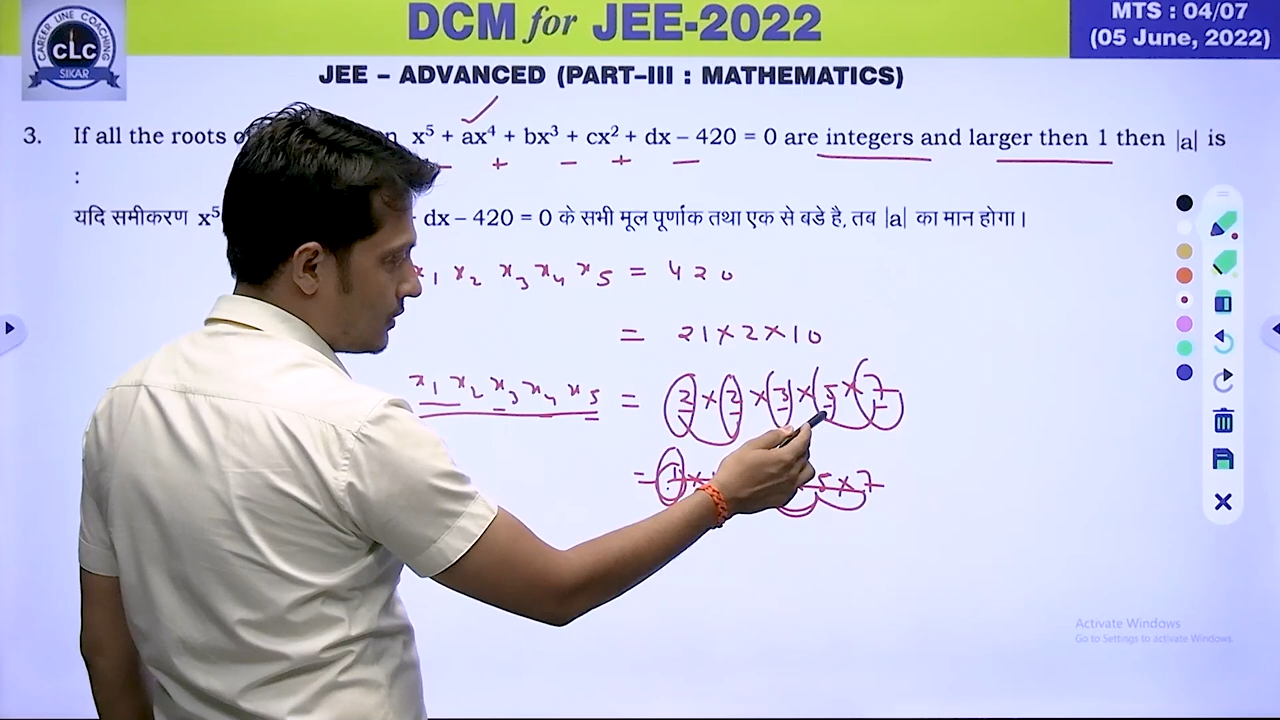 DCM for JEE-2022
MTS : 04/07
(05 June, 2022)
CAREER LINE COACHING
CLC
SIKAR
JEE – ADVANCED (PART–III : MATHEMATICS)
3. If all the roots x⁵ + ax⁴ + bx³ + cx² + dx – 420 = 0 are integers and larger then 1 then |a| is
:
– + – + –
यदि समीकरण x⁵ dx – 420 = 0 के सभी मूल पूर्णाक तथा एक से बडे है, तब |a| का मान होगा।
x₁ x₂ x₃ x₄ x₅ = 420
= 21 × 2 × 10
x₁ x₂ x₃ x₄ x₅ = 2 × 2 × 3 × 5 × 7
= 1 × 5 × 7
Activate Windows
Go to Settings to activate Windows.